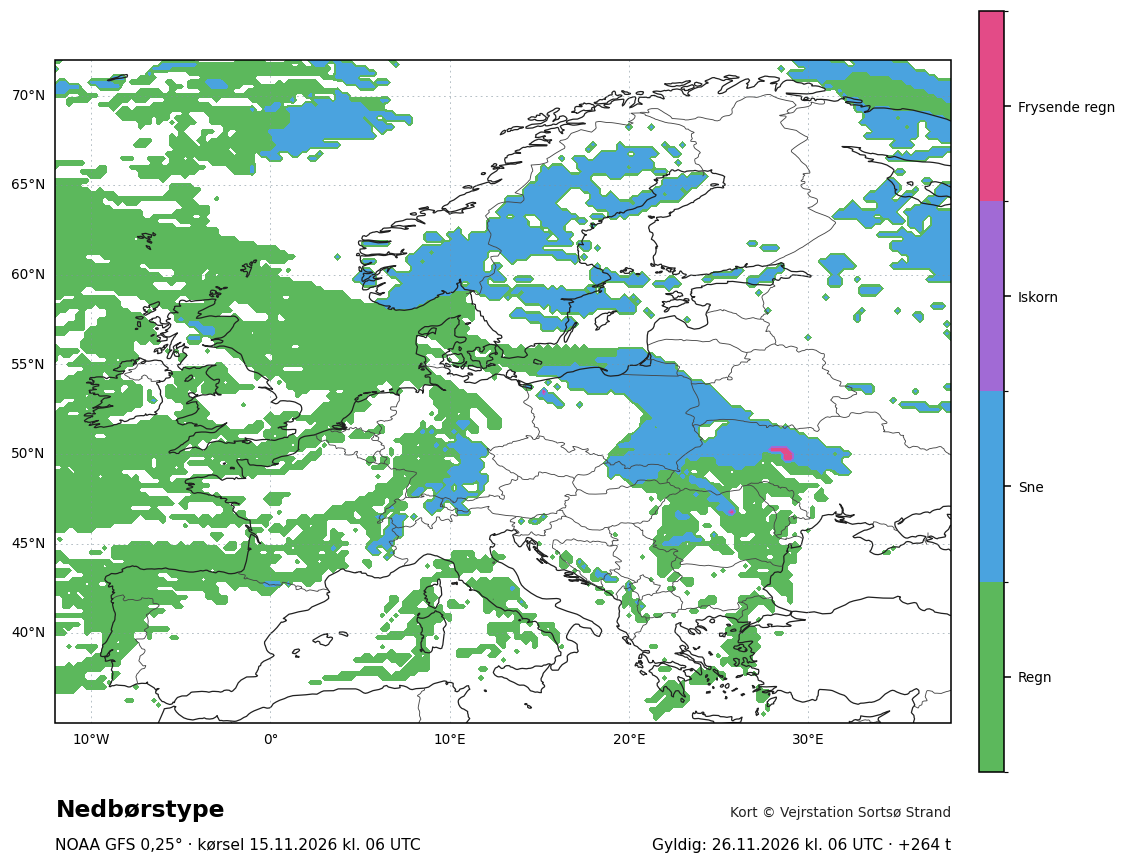 70°N
65°N
60°N
55°N
50°N
45°N
40°N
10°W
0°
10°E
20°E
30°E
Frysende regn
Iskorn
Sne
Regn
Nedbørstype
Kort © Vejrstation Sortsø Strand
NOAA GFS 0,25° · kørsel 15.11.2026 kl. 06 UTC
Gyldig: 26.11.2026 kl. 06 UTC · +264 t